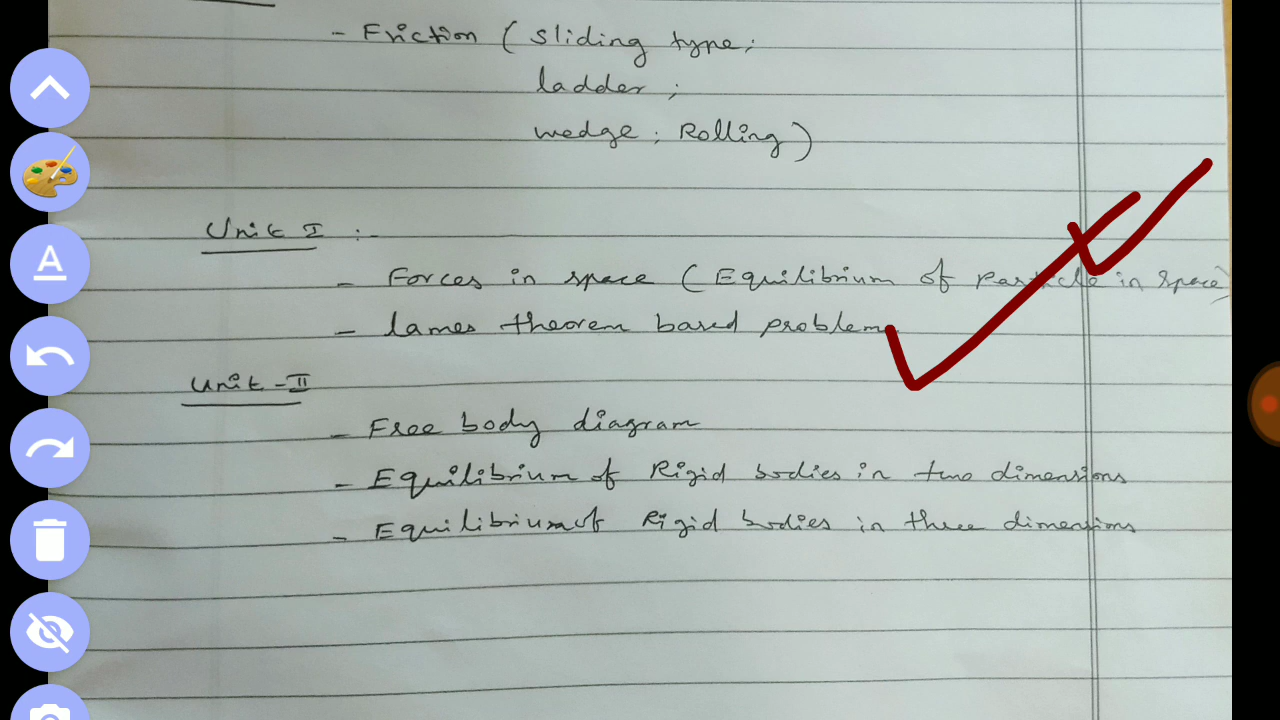 - Friction ( sliding type;
ladder ;
wedge ; Rolling )
Unit I :-
- Forces in space ( Equilibrium of particle in space )
- lames theorem based problem
Unit - II
- Free body diagram
- Equilibrium of Rigid bodies in two dimensions
- Equilibrium of Rigid bodies in three dimensions
A